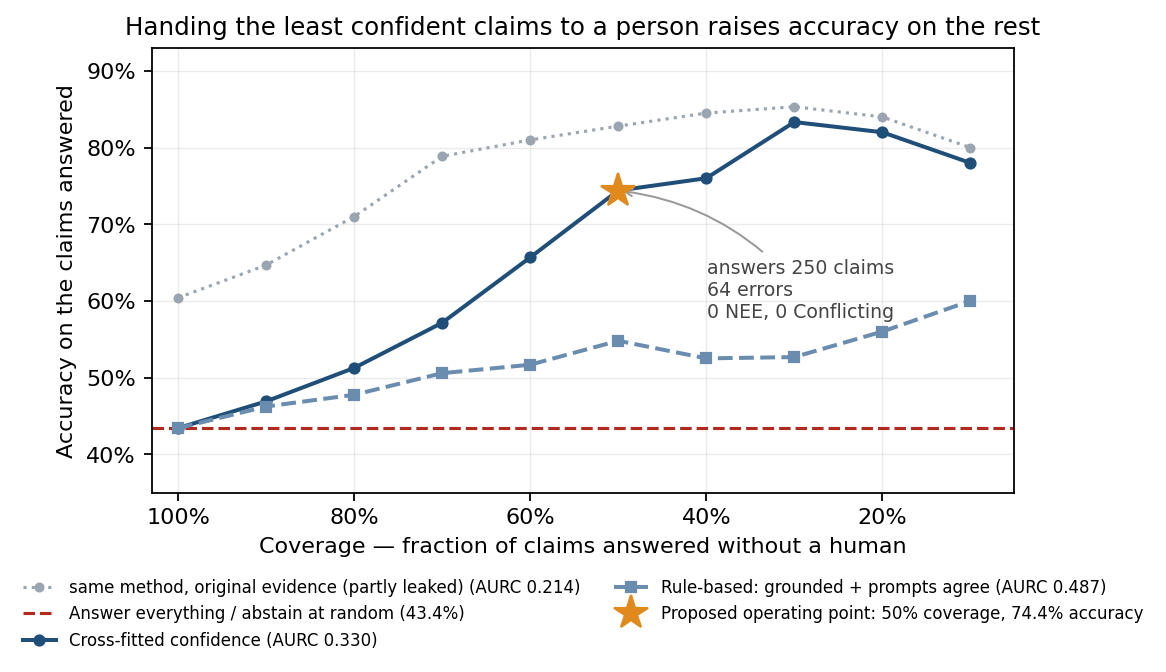 Handing the least confident claims to a person raises accuracy on the rest
Accuracy on the claims answered
90%
80%
70%
60%
50%
40%
answers 250 claims
64 errors
0 NEE, 0 Conflicting
100%
80%
60%
40%
20%
Coverage — fraction of claims answered without a human
same method, original evidence (partly leaked) (AURC 0.214)
Answer everything / abstain at random (43.4%)
Cross-fitted confidence (AURC 0.330)
Rule-based: grounded + prompts agree (AURC 0.487)
Proposed operating point: 50% coverage, 74.4% accuracy